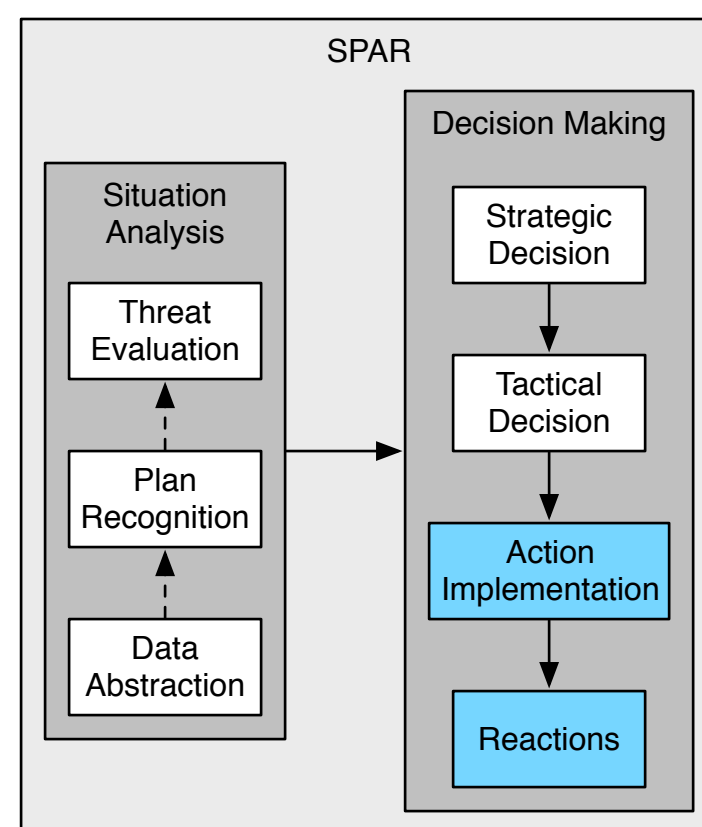 SPAR
Situation
Analysis
Threat
Evaluation
Plan
Recognition
Data
Abstraction
Decision Making
Strategic
Decision
Tactical
Decision
Action
Implementation
Reactions